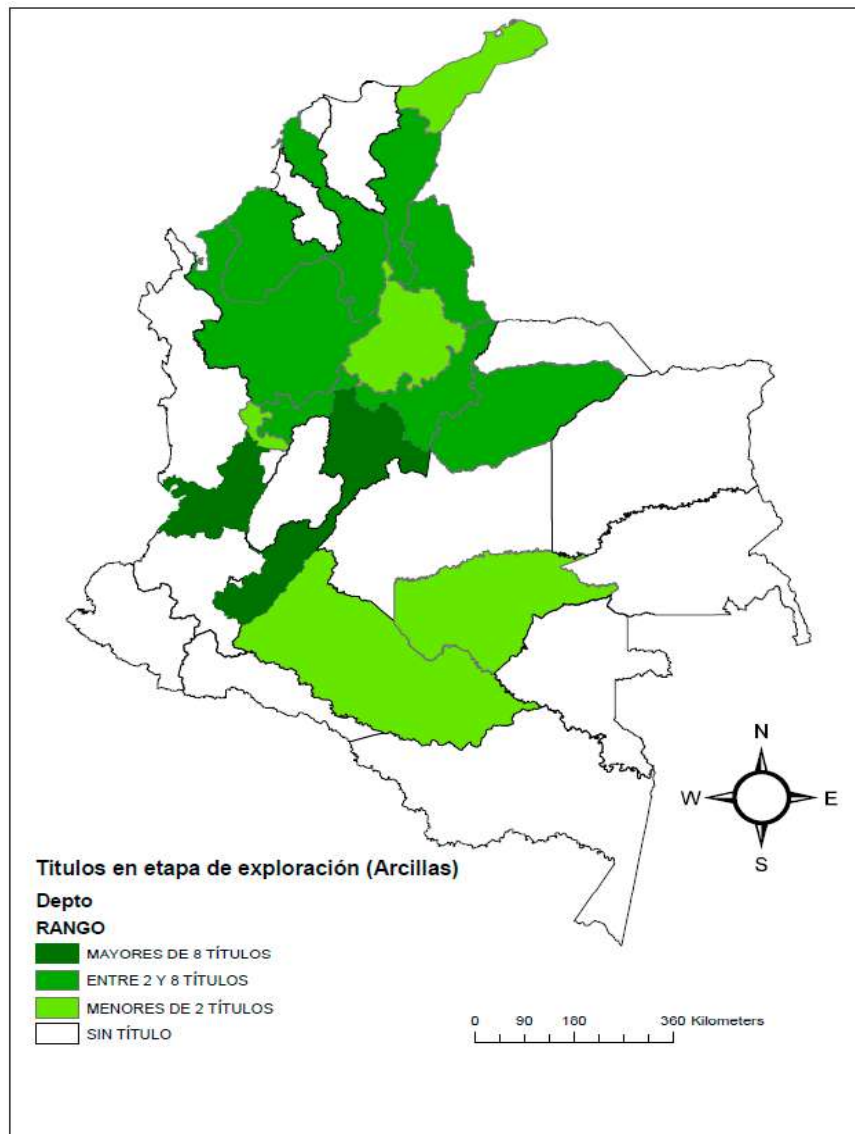 N
W E
S
Titulos en etapa de exploración (Arcillas)
Depto
RANGO
MAYORES DE 8 TÍTULOS
ENTRE 2 Y 8 TÍTULOS
MENORES DE 2 TÍTULOS
SIN TÍTULO
0 90 180 360 Kilometers